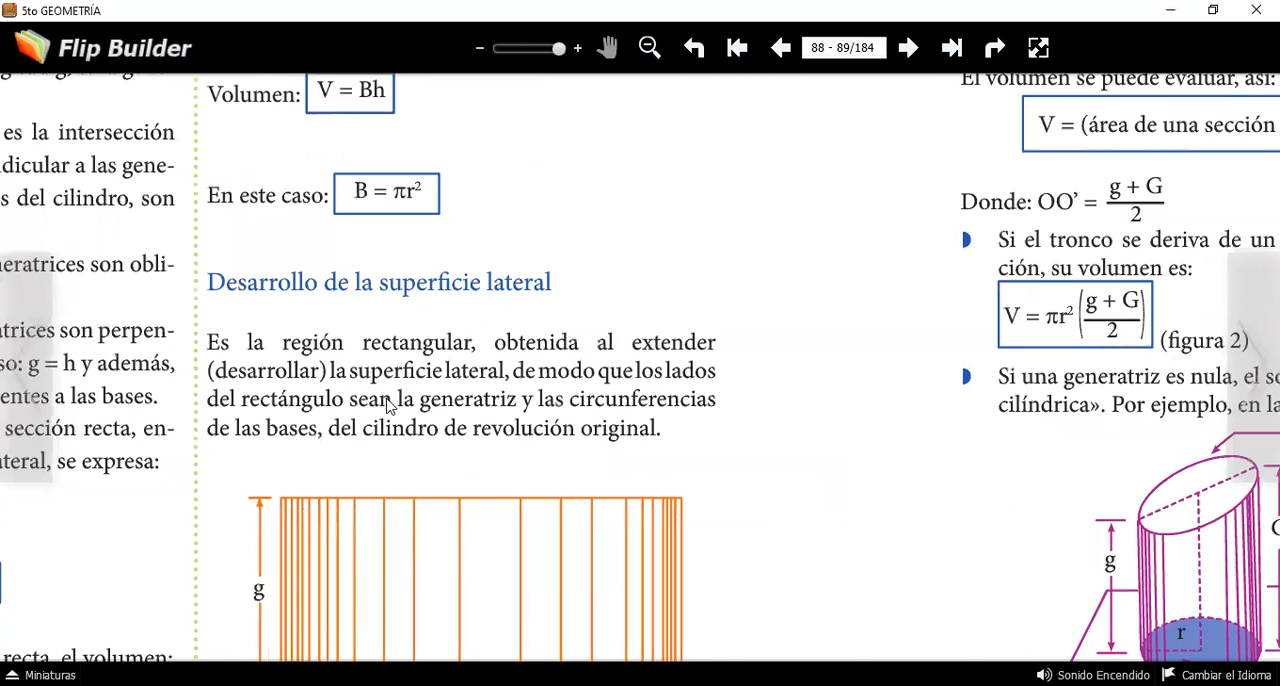 5to GEOMETRÍA
Flip Builder
88 - 89/184
es la intersección
dicular a las gene-
s del cilindro, son
neratrices son obli-
atrices son perpen-
so: g = h y además,
entes a las bases.
sección recta, en-
ateral, se expresa:
recta, el volumen:
Volumen: V = Bh
En este caso: B = πr²
Desarrollo de la superficie lateral
Es la región rectangular, obtenida al extender
(desarrollar) la superficie lateral, de modo que los lados
del rectángulo sean la generatriz y las circunferencias
de las bases, del cilindro de revolución original.
g
El volumen se puede evaluar, así:
V = (área de una sección
Donde: OO’ = g + G / 2
Si el tronco se deriva de un
ción, su volumen es:
V = πr² (g + G / 2) (figura 2)
Si una generatriz es nula, el so
cilíndrica». Por ejemplo, en la
g
r
Miniaturas
Sonido Encendido
Cambiar el Idioma